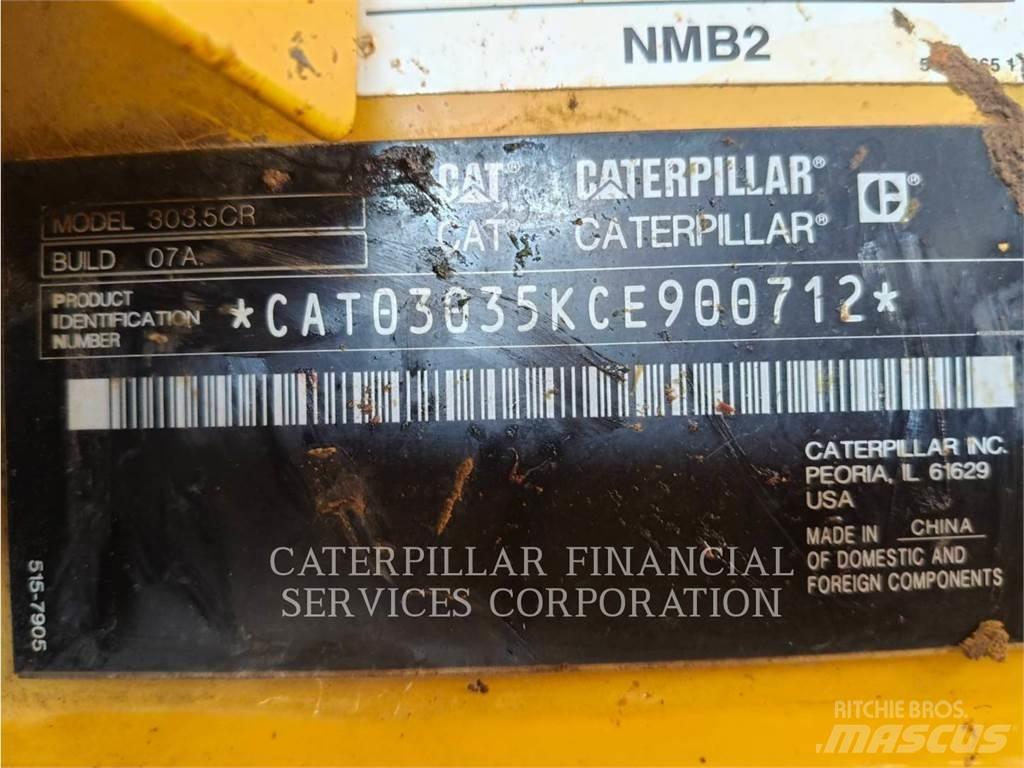 NMB2
CAT® CATERPILLAR®
CAT® CATERPILLAR®
MODEL 303.5CR
BUILD 07A.
PRODUCT
IDENTIFICATION
NUMBER
*CAT03035KCE900712*
CATERPILLAR INC.
PEORIA, IL 61629
USA
MADE IN CHINA
OF DOMESTIC AND
FOREIGN COMPONENTS
515-7905
CATERPILLAR FINANCIAL
SERVICES CORPORATION
RITCHIE BROS.
MASCUS